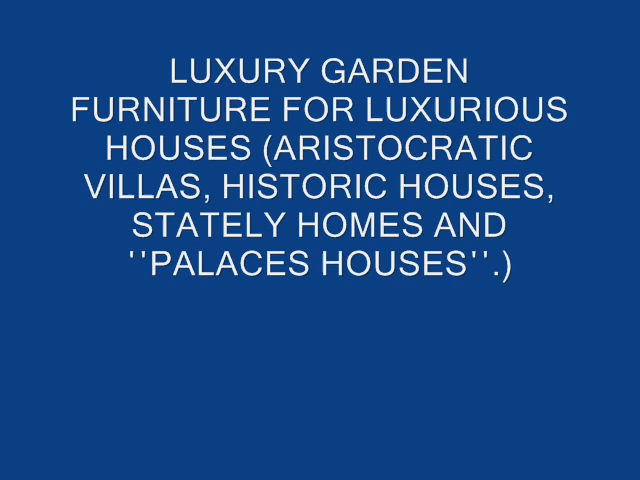 LUXURY GARDEN
FURNITURE FOR LUXURIOUS
HOUSES (ARISTOCRATIC
VILLAS, HISTORIC HOUSES,
STATELY HOMES AND
''PALACES HOUSES''.)